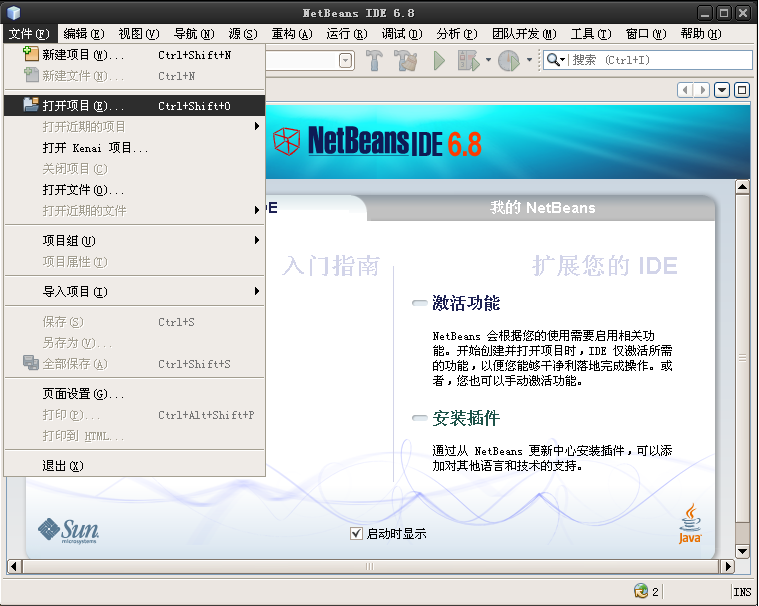 NetBeans IDE 6.8
文件(F) 编辑(E) 视图(V) 导航(N) 源(S) 重构(A) 运行(R) 调试(D) 分析(P) 团队开发(M) 工具(T) 窗口(W) 帮助(H)
新建项目(W)... Ctrl+Shift+N
新建文件(N)... Ctrl+N
搜索 (Ctrl+I)
打开项目(E)... Ctrl+Shift+O
打开近期的项目
打开 Kenai 项目...
关闭项目(C)
打开文件(O)...
打开近期的文件
项目组(U)
项目属性(T)
导入项目(I)
保存(S) Ctrl+S
另存为(V)...
全部保存(A) Ctrl+Shift+S
页面设置(G)...
打印(P)... Ctrl+Alt+Shift+P
打印到 HTML...
退出(X)
NetBeans IDE 6.8
DE
我的 NetBeans
入门指南
扩展您的 IDE
激活功能
NetBeans 会根据您的使用需要启用相关功
能。开始创建并打开项目时，IDE 仅激活所需
的功能，以便您能够干净利落地完成操作。或
者，您也可以手动激活功能。
安装插件
通过从 NetBeans 更新中心安装插件，可以添
加对其他语言和技术的支持。
Sun
microsystems
启动时显示
Java
2
INS